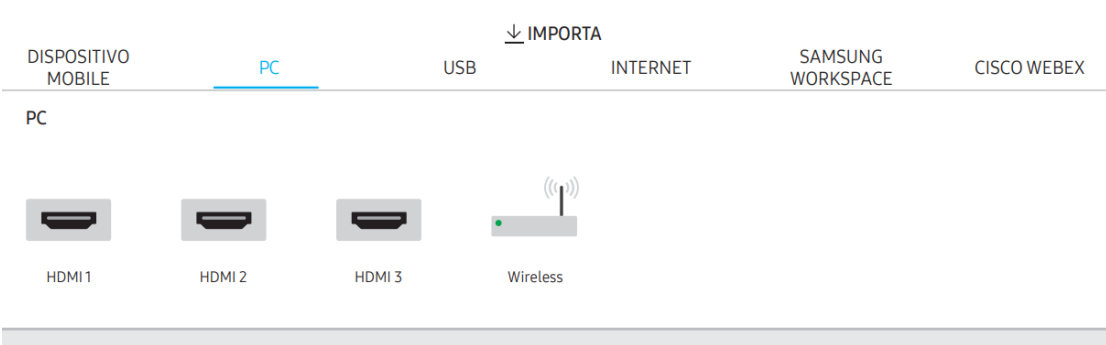 IMPORTA
DISPOSITIVO
MOBILE
PC
USB
INTERNET
SAMSUNG
WORKSPACE
CISCO WEBEX
PC
HDMI 1
HDMI 2
HDMI 3
Wireless